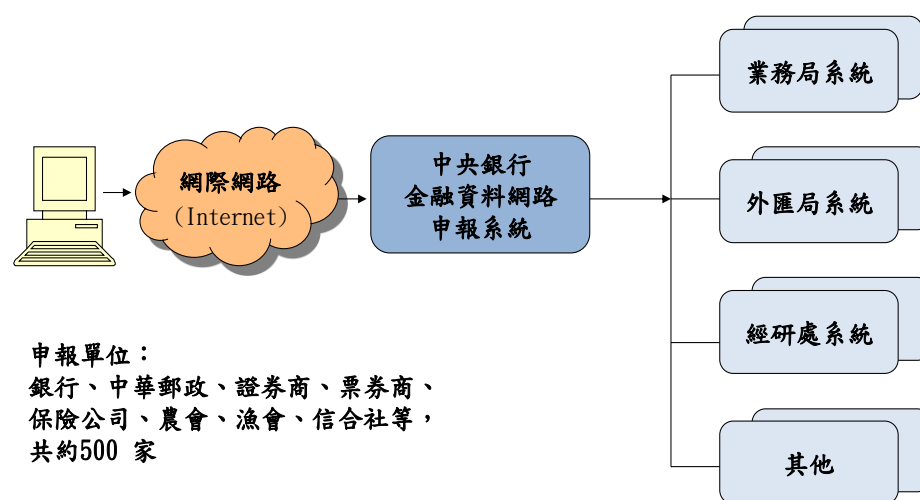 網際網路
(Internet)
中央銀行
金融資料網路
申報系統
業務局系統
外匯局系統
經研處系統
其他
申報單位：
銀行、中華郵政、證券商、票券商、
保險公司、農會、漁會、信合社等，
共約500 家